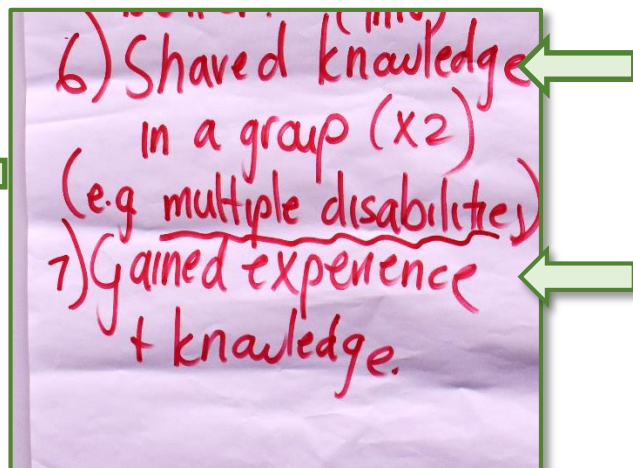 6) Shared knowledge
in a group (x2)
(e.g multiple disabilities)
7) Gained experience
+ knowledge.